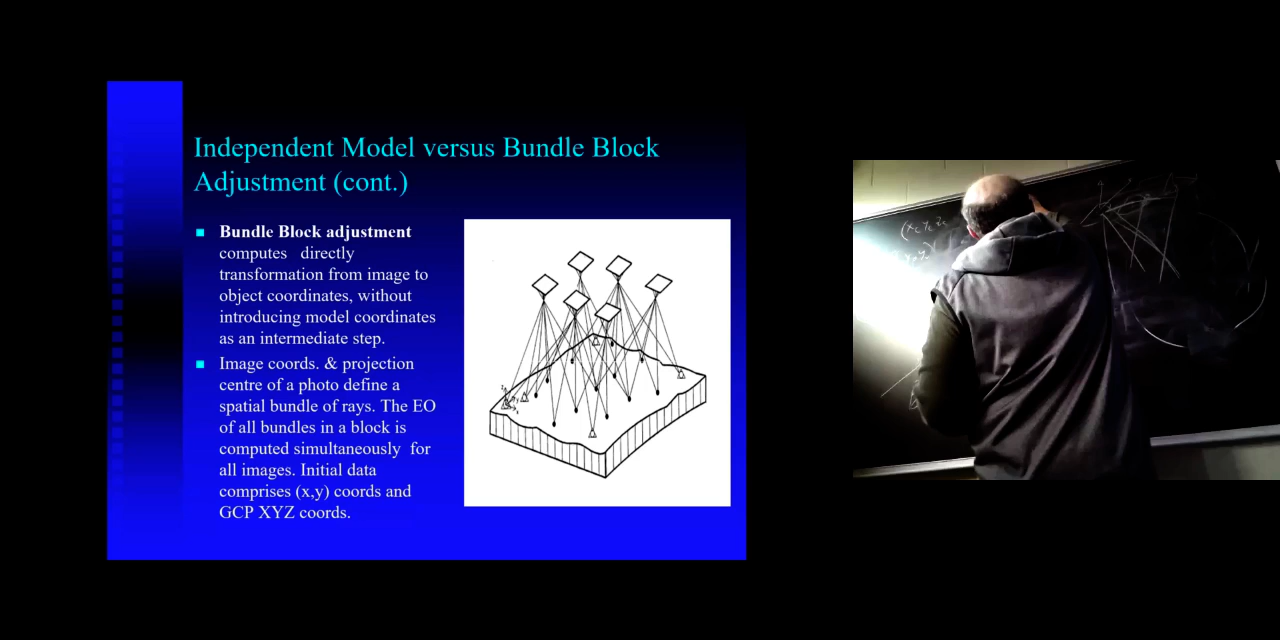 Independent Model versus Bundle Block
Adjustment (cont.)
Bundle Block adjustment
computes directly
transformation from image to
object coordinates, without
introducing model coordinates
as an intermediate step.
Image coords. & projection
centre of a photo define a
spatial bundle of rays. The EO
of all bundles in a block is
computed simultaneously for
all images. Initial data
comprises (x,y) coords and
GCP XYZ coords.